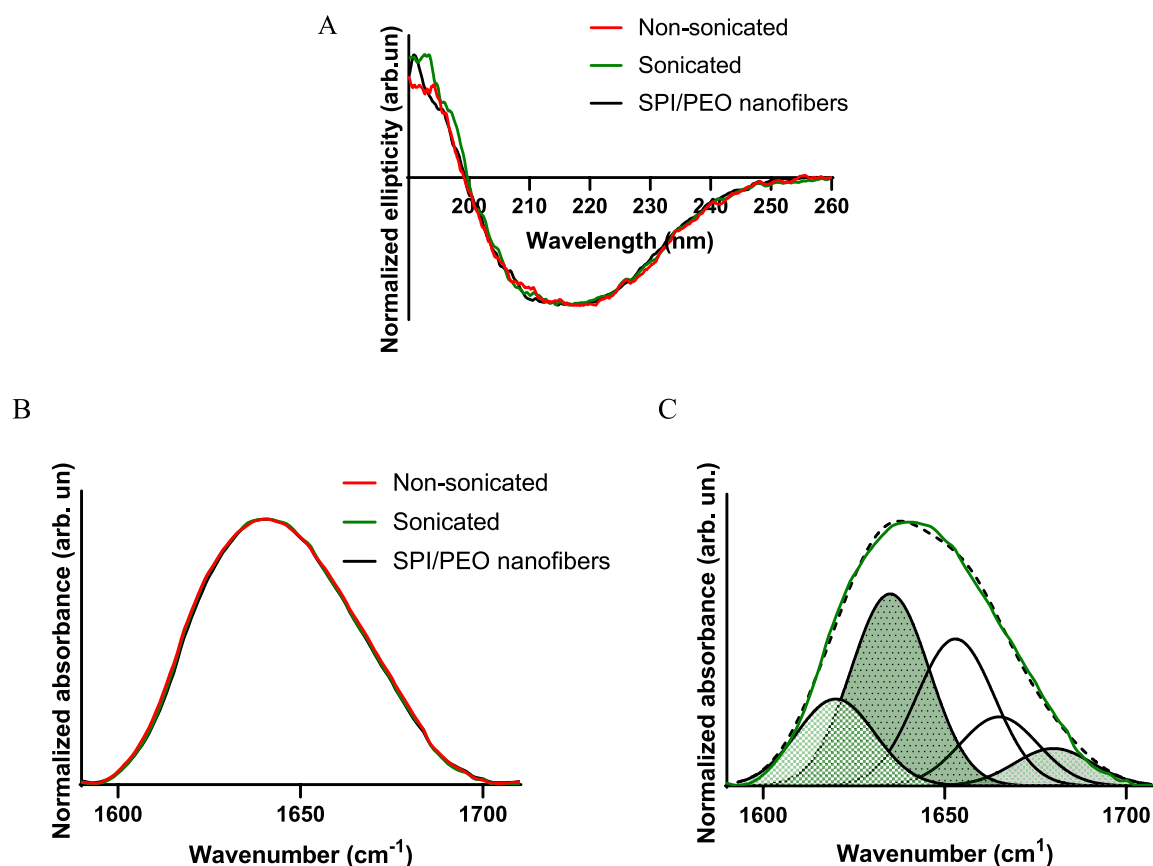 A
Non-sonicated
Sonicated
SPI/PEO nanofibers
Normalized ellipticity (arb.un)
200 210 220 230 240 250 260
Wavelength (nm)
B
Non-sonicated
Sonicated
SPI/PEO nanofibers
Normalized absorbance (arb. un)
1600 1650 1700
Wavenumber (cm⁻¹)
C
Normalized absorbance (arb. un.)
1600 1650 1700
Wavenumber (cm¹)